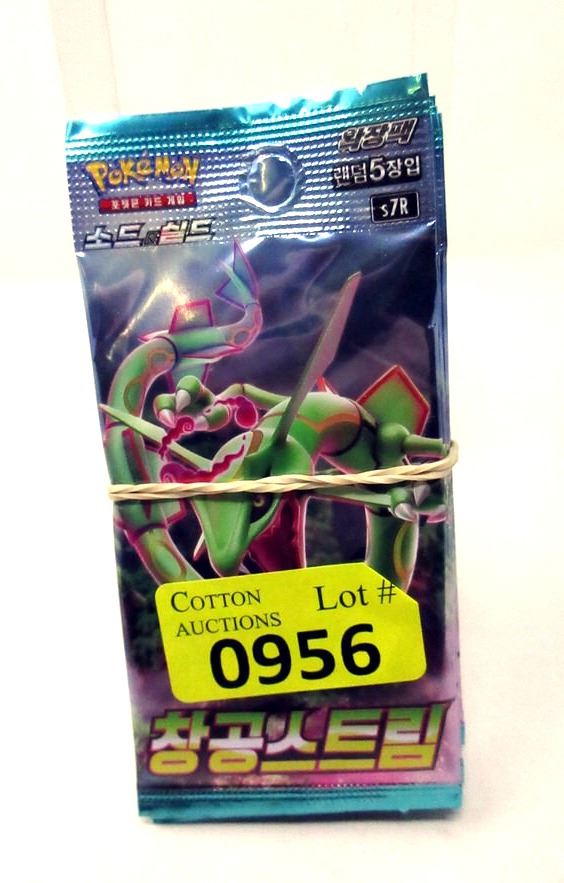 확장팩
POKéMON
랜덤5장입
포켓몬 카드 게임
s7R
소드&실드
COTTON
AUCTIONS
Lot #
0956
창공스트림